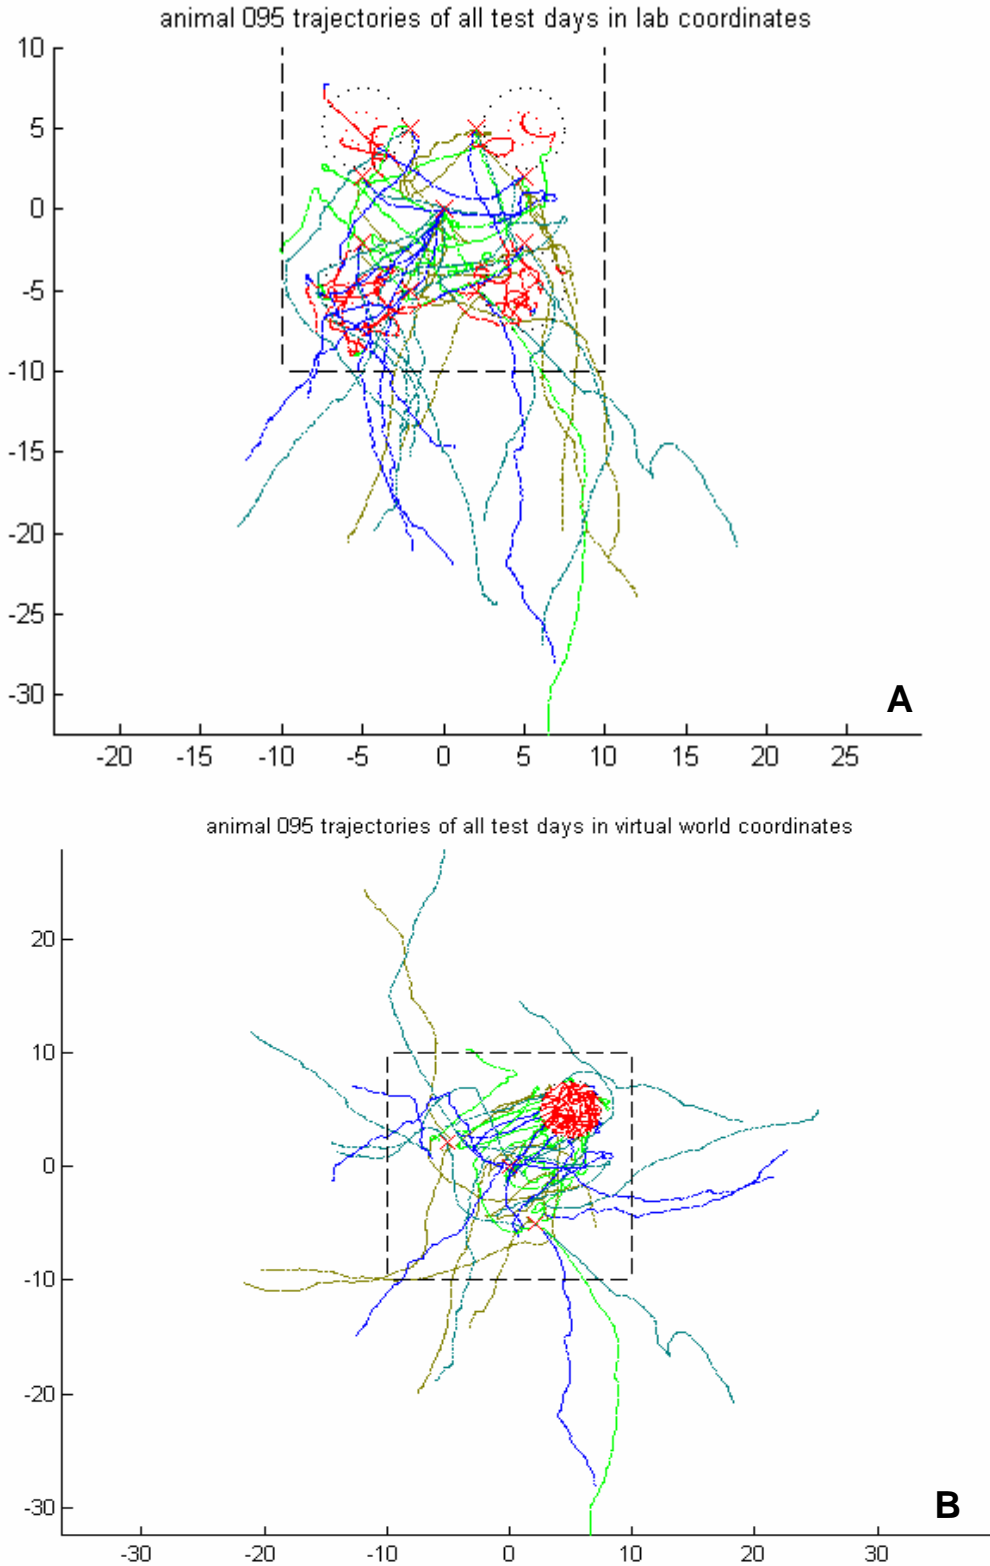 animal 095 trajectories of all test days in lab coordinates
10
5
0
-5
-10
-15
-20
-25
-30
A
-20 -15 -10 -5 0 5 10 15 20 25
animal 095 trajectories of all test days in virtual world coordinates
20
10
0
-10
-20
-30
B
-30 -20 -10 0 10 20 30